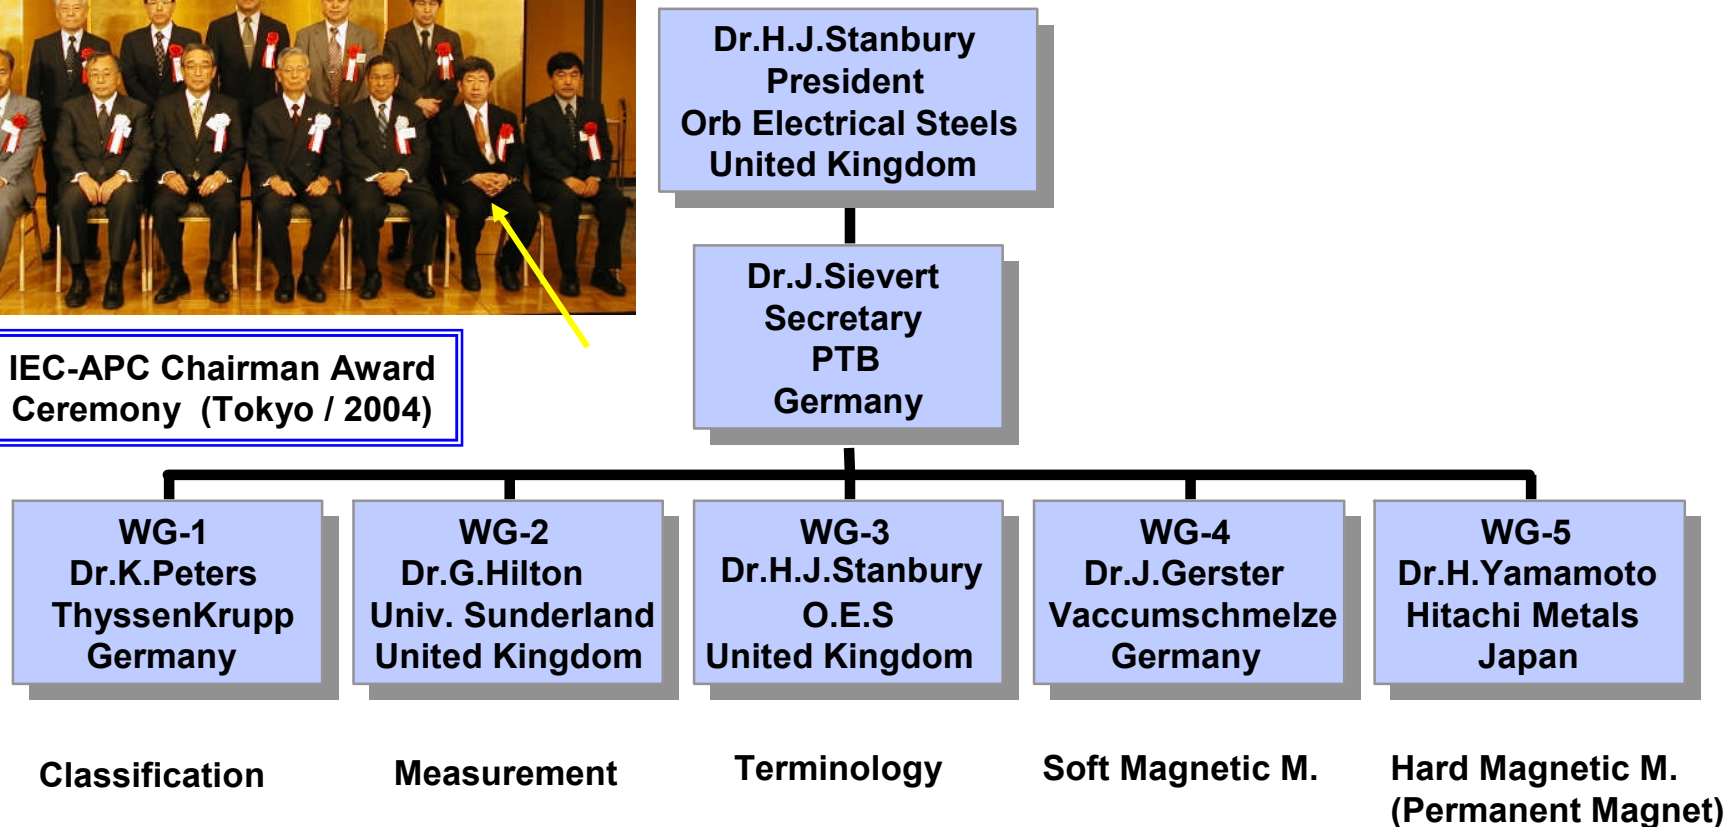 Dr.H.J.Stanbury
President
Orb Electrical Steels
United Kingdom
Dr.J.Sievert
Secretary
PTB
Germany
IEC-APC Chairman Award
Ceremony (Tokyo / 2004)
WG-1
Dr.K.Peters
ThyssenKrupp
Germany
WG-2
Dr.G.Hilton
Univ. Sunderland
United Kingdom
WG-3
Dr.H.J.Stanbury
O.E.S
United Kingdom
WG-4
Dr.J.Gerster
Vaccumschmelze
Germany
WG-5
Dr.H.Yamamoto
Hitachi Metals
Japan
Classification
Measurement
Terminology
Soft Magnetic M.
Hard Magnetic M.
(Permanent Magnet)